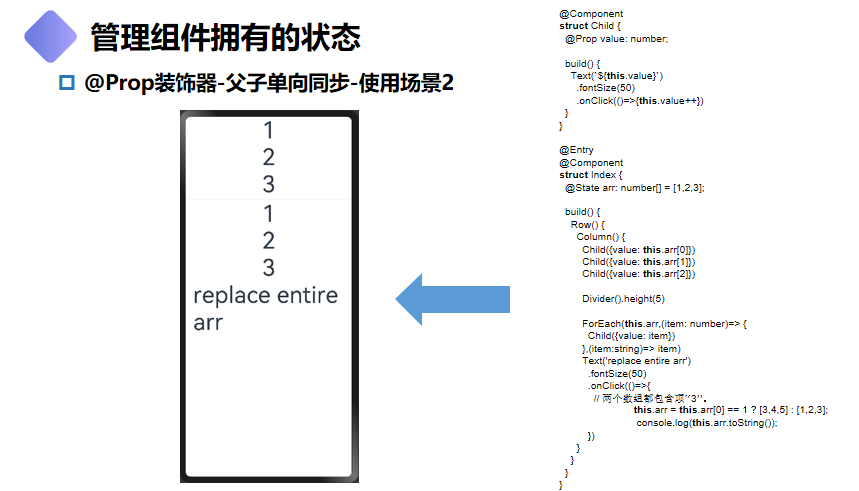 管理组件拥有的状态
@Prop装饰器-父子单向同步-使用场景2
1
2
3
1
2
3
replace entire
arr
@Component
struct Child {
@Prop value: number;
build() {
Text(`${this.value}`)
.fontSize(50)
.onClick(()=>{this.value++})
}
}
@Entry
@Component
struct Index {
@State arr: number[] = [1,2,3];
build() {
Row() {
Column() {
Child({value: this.arr[0]})
Child({value: this.arr[1]})
Child({value: this.arr[2]})
Divider().height(5)
ForEach(this.arr,(item: number)=> {
Child({value: item})
},(item:string)=> item)
Text('replace entire arr')
.fontSize(50)
.onClick(()=>{
// 两个数组都包含项"3"。
this.arr = this.arr[0] == 1 ? [3,4,5] : [1,2,3];
console.log(this.arr.toString());
})
}
}
}
}